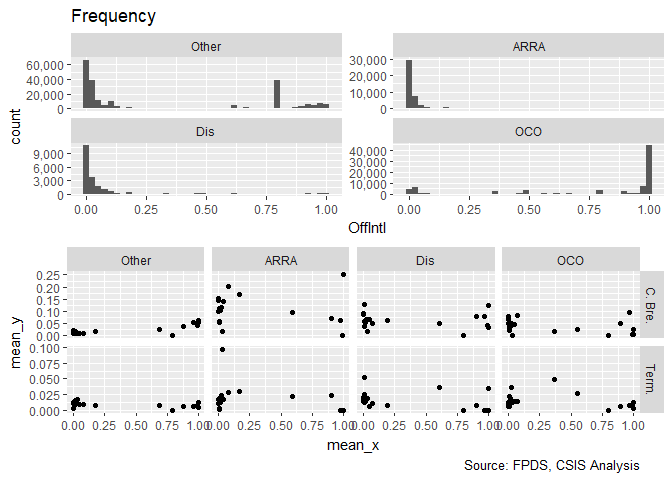 Frequency
Other ARRA
60,000 30,000
40,000 20,000
20,000 10,000
0 0
count
Dis OCO
9,000 40,000
6,000 30,000
3,000 20,000
0 10,000
0
0.00 0.25 0.50 0.75 1.00 0.00 0.25 0.50 0.75 1.00
OffIntl
Other ARRA Dis OCO
0.25
0.20
0.15
0.10
0.05
0.00
C. Bre.
mean_y
0.100
0.075
0.050
0.025
0.000
Term.
0.00 0.25 0.50 0.75 1.00 0.00 0.25 0.50 0.75 1.00 0.00 0.25 0.50 0.75 1.00 0.00 0.25 0.50 0.75 1.00
mean_x
Source: FPDS, CSIS Analysis